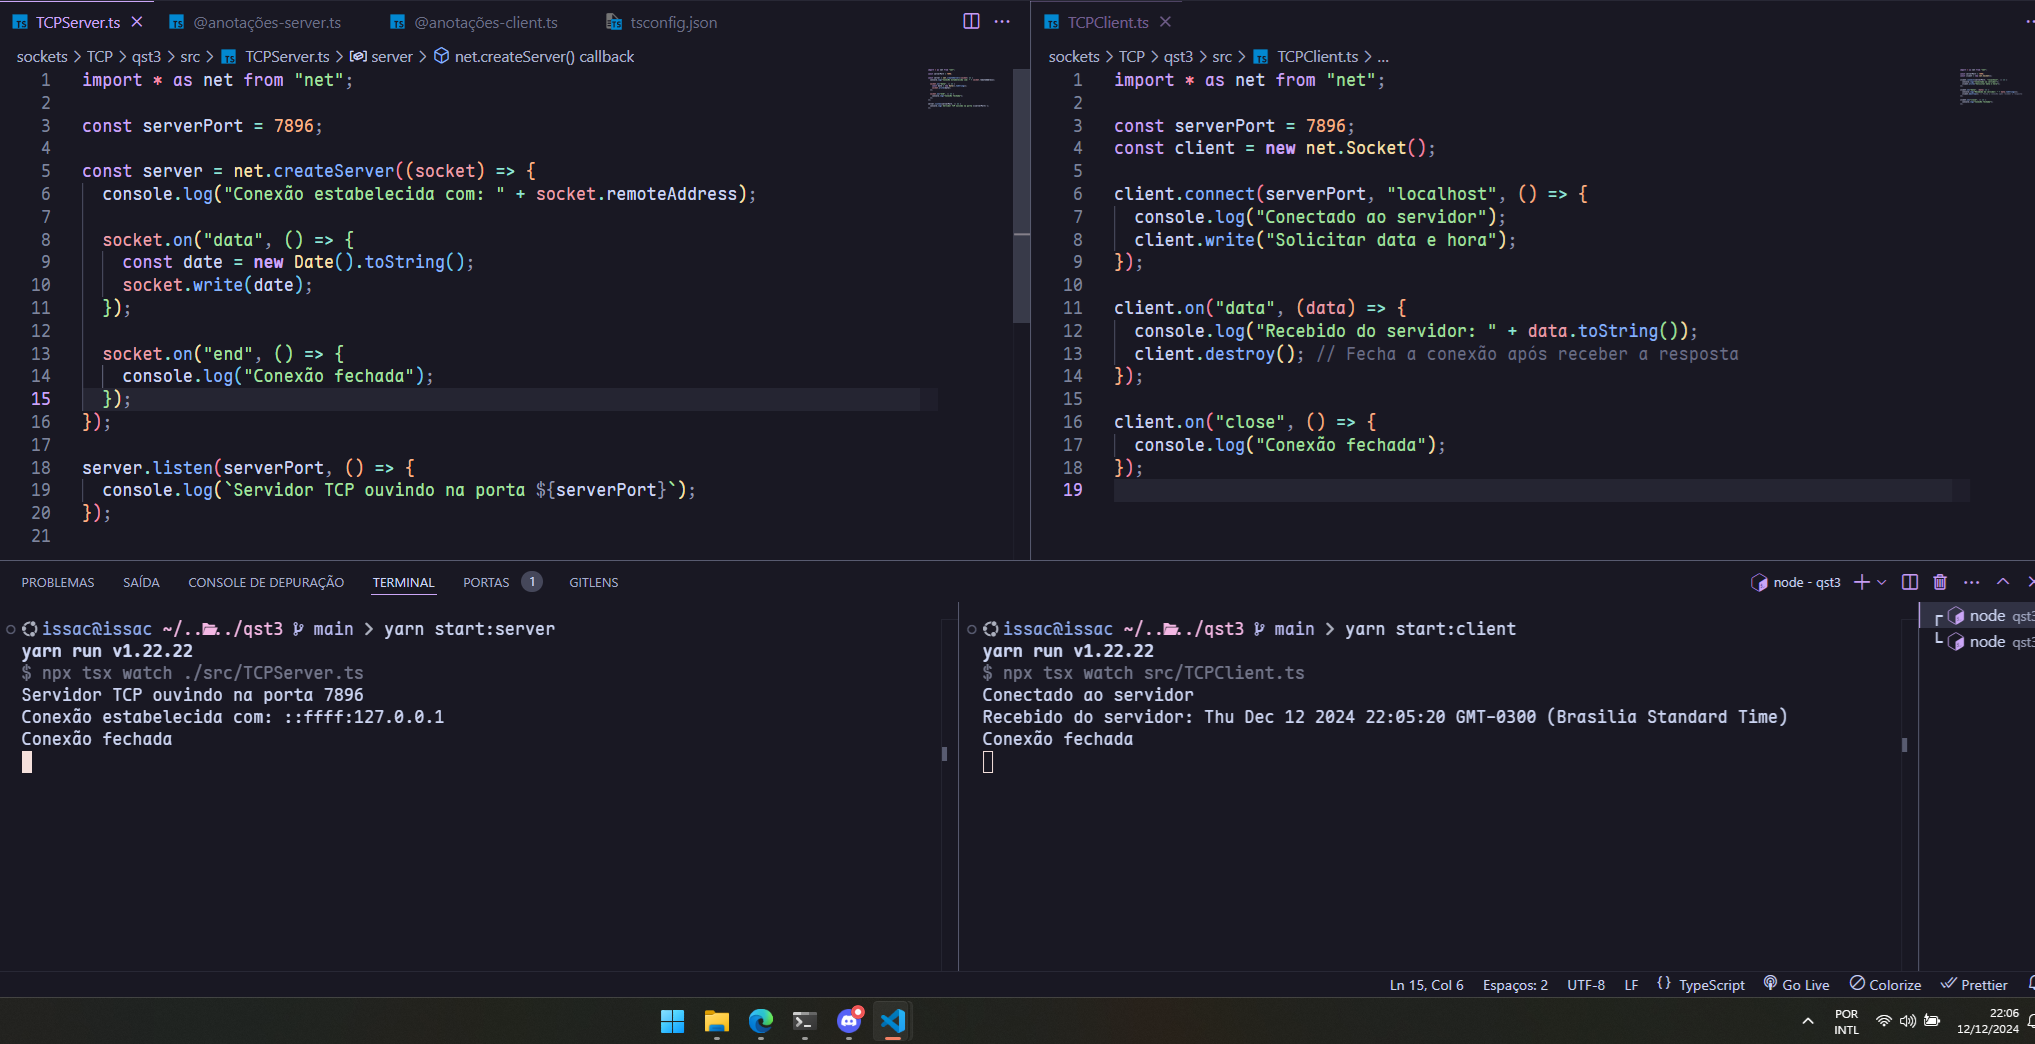 TCPServer.ts
@anotações-server.ts
@anotações-client.ts
tsconfig.json
sockets > TCP > qst3 > src > TCPServer.ts > server > net.createServer() callback
1 import * as net from "net";
2
3 const serverPort = 7896;
4
5 const server = net.createServer((socket) => {
6 console.log("Conexão estabelecida com: " + socket.remoteAddress);
7
8 socket.on("data", () => {
9 const date = new Date().toString();
10 socket.write(date);
11 });
12
13 socket.on("end", () => {
14 console.log("Conexão fechada");
15 });
16 });
17
18 server.listen(serverPort, () => {
19 console.log(`Servidor TCP ouvindo na porta ${serverPort}`);
20 });
21
TCPClient.ts
sockets > TCP > qst3 > src > TCPClient.ts > ...
1 import * as net from "net";
2
3 const serverPort = 7896;
4 const client = new net.Socket();
5
6 client.connect(serverPort, "localhost", () => {
7 console.log("Conectado ao servidor");
8 client.write("Solicitar data e hora");
9 });
10
11 client.on("data", (data) => {
12 console.log("Recebido do servidor: " + data.toString());
13 client.destroy(); // Fecha a conexão após receber a resposta
14 });
15
16 client.on("close", () => {
17 console.log("Conexão fechada");
18 });
19
PROBLEMAS SAÍDA CONSOLE DE DEPURAÇÃO TERMINAL PORTAS 1 GITLENS
node - qst3
issac@issac ~/..../qst3 main > yarn start:server
yarn run v1.22.22
$ npx tsx watch ./src/TCPServer.ts
Servidor TCP ouvindo na porta 7896
Conexão estabelecida com: ::ffff:127.0.0.1
Conexão fechada
issac@issac ~/..../qst3 main > yarn start:client
yarn run v1.22.22
$ npx tsx watch src/TCPClient.ts
Conectado ao servidor
Recebido do servidor: Thu Dec 12 2024 22:05:20 GMT-0300 (Brasilia Standard Time)
Conexão fechada
node qst3
node qst3
Ln 15, Col 6 Espaços: 2 UTF-8 LF {} TypeScript Go Live Colorize Prettier
POR
INTL
22:06
12/12/2024